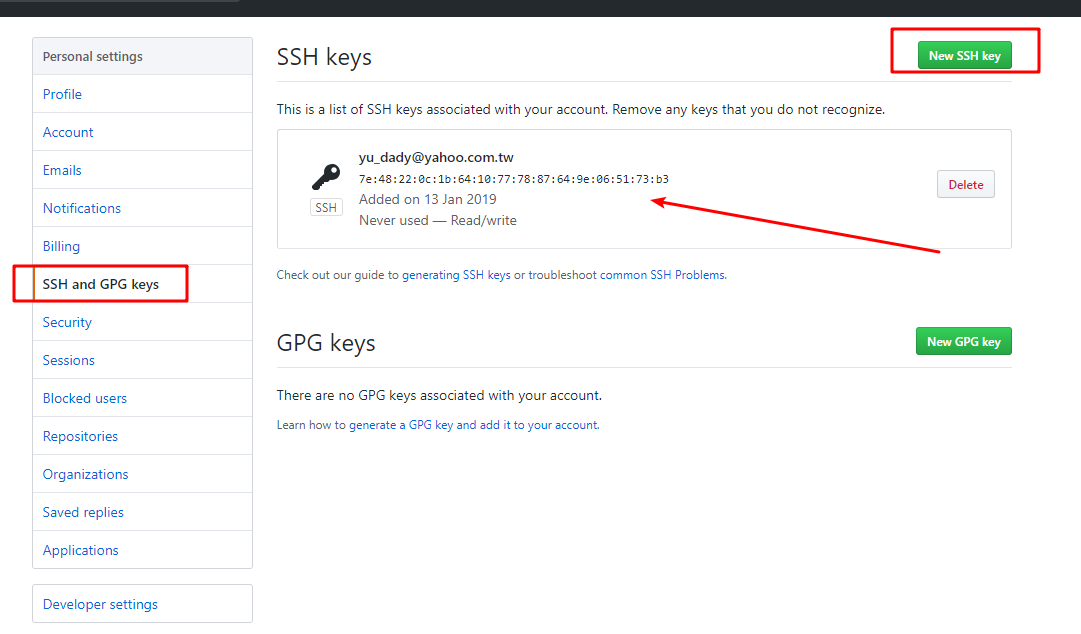 Personal settings
Profile
Account
Emails
Notifications
Billing
SSH and GPG keys
Security
Sessions
Blocked users
Repositories
Organizations
Saved replies
Applications
Developer settings
SSH keys
New SSH key
This is a list of SSH keys associated with your account. Remove any keys that you do not recognize.
yu_dady@yahoo.com.tw
7e:48:22:0c:1b:64:10:77:78:87:64:9e:06:51:73:b3
Added on 13 Jan 2019
Never used — Read/write
SSH
Delete
Check out our guide to generating SSH keys or troubleshoot common SSH Problems.
GPG keys
New GPG key
There are no GPG keys associated with your account.
Learn how to generate a GPG key and add it to your account.